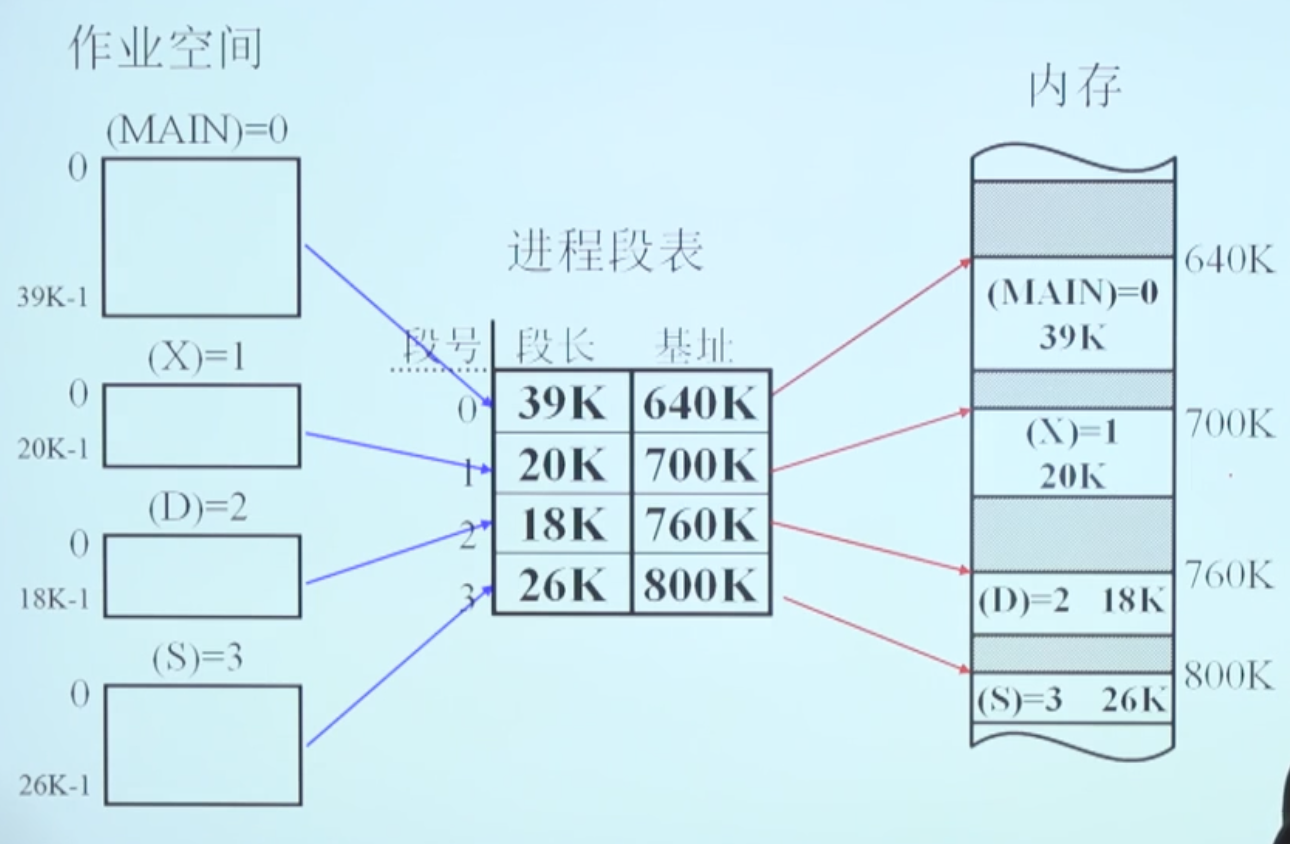 作业空间
(MAIN)=0
0
39K-1
(X)=1
0
20K-1
(D)=2
0
18K-1
(S)=3
0
26K-1
进程段表
段号 段长 基址
0 39K 640K
1 20K 700K
2 18K 760K
3 26K 800K
内存
640K
(MAIN)=0
39K
700K
(X)=1
20K
760K
(D)=2 18K
800K
(S)=3 26K